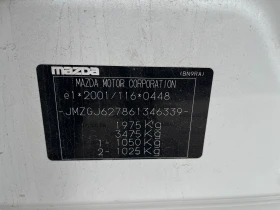 mazda
(BN9RA)
MAZDA MOTOR CORPORATION
e1*2001/116*0448
-JMZGJ627861346339-
1975 Kg
3475 Kg
1- 1050 Kg
2- 1025 Kg